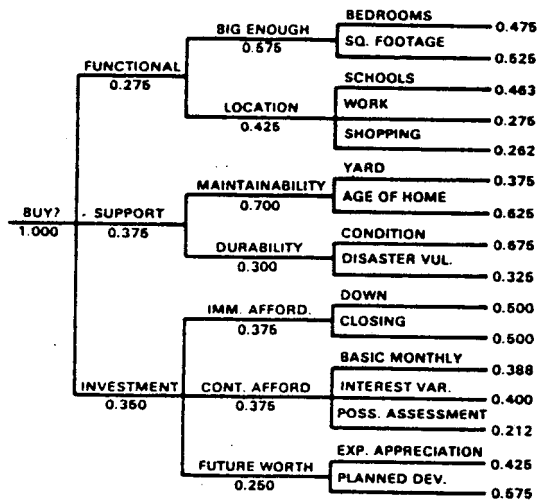 BUY?
1.000
FUNCTIONAL
0.275
BIG ENOUGH
0.575
BEDROOMS 0.475
SQ. FOOTAGE 0.525
LOCATION
0.425
SCHOOLS 0.463
WORK 0.275
SHOPPING 0.262
SUPPORT
0.375
MAINTAINABILITY
0.700
YARD 0.375
AGE OF HOME 0.625
DURABILITY
0.300
CONDITION 0.675
DISASTER VUL. 0.325
INVESTMENT
0.350
IMM. AFFORD.
0.375
DOWN 0.500
CLOSING 0.500
CONT. AFFORD
0.375
BASIC MONTHLY 0.388
INTEREST VAR. 0.400
POSS. ASSESSMENT 0.212
FUTURE WORTH
0.250
EXP. APPRECIATION 0.425
PLANNED DEV. 0.575